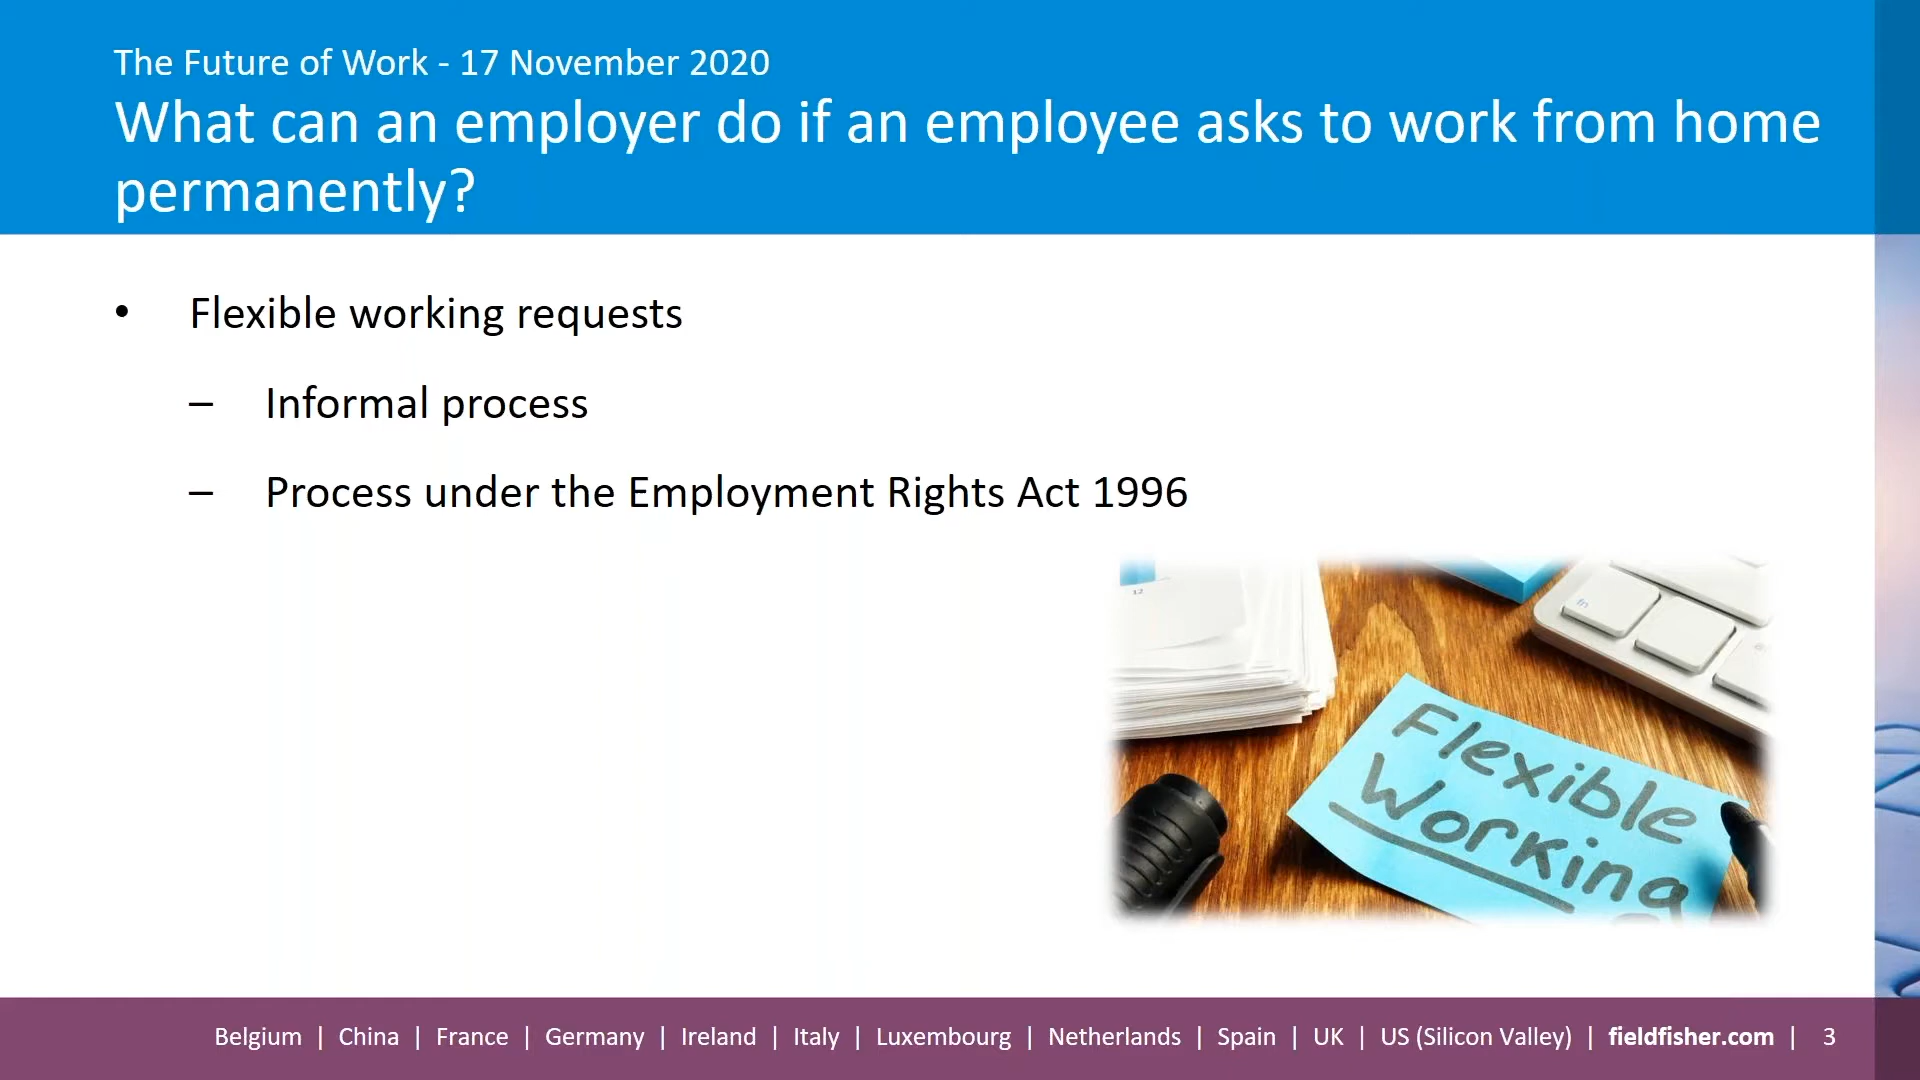 The Future of Work - 17 November 2020
What can an employer do if an employee asks to work from home
permanently?
• Flexible working requests
– Informal process
– Process under the Employment Rights Act 1996
12
fn
Flexible
Working
Belgium | China | France | Germany | Ireland | Italy | Luxembourg | Netherlands | Spain | UK | US (Silicon Valley) | fieldfisher.com | 3